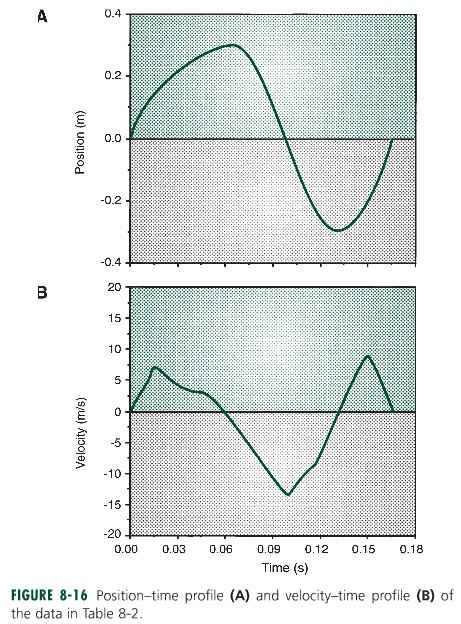 A
0.4
0.2
0.0
-0.2
-0.4
Position (m)
B
20
15
10
5
0
-5
-10
-15
-20
Velocity (m/s)
0.00 0.03 0.06 0.09 0.12 0.15 0.18
Time (s)
FIGURE 8-16 Position–time profile (A) and velocity–time profile (B) of
the data in Table 8-2.